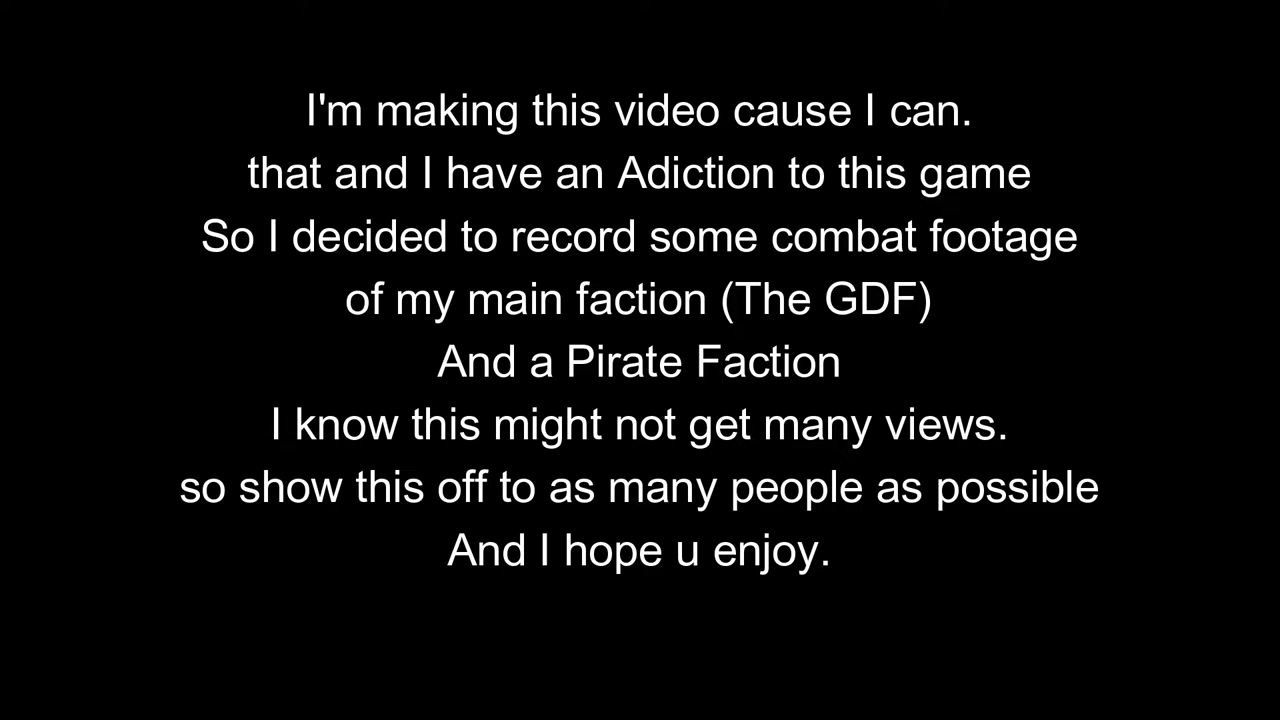 I'm making this video cause I can.
that and I have an Adiction to this game
So I decided to record some combat footage
of my main faction (The GDF)
And a Pirate Faction
I know this might not get many views.
so show this off to as many people as possible
And I hope u enjoy.